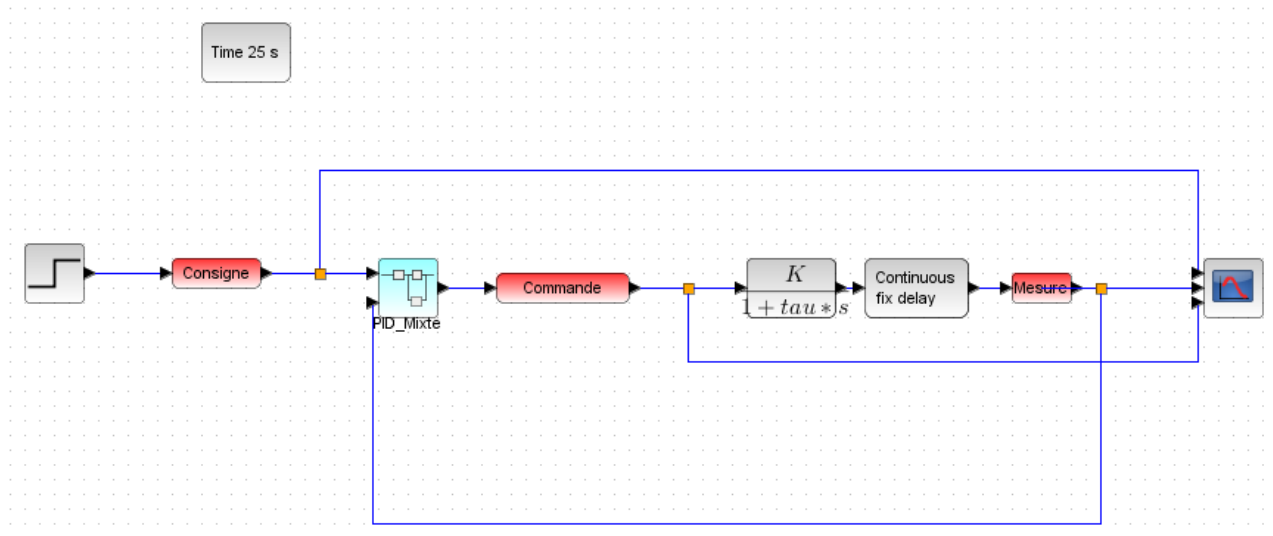 Time 25 s
Consigne
PID_Mixte
Commande
K
1 + tau * s
Continuous
fix delay
Mesure